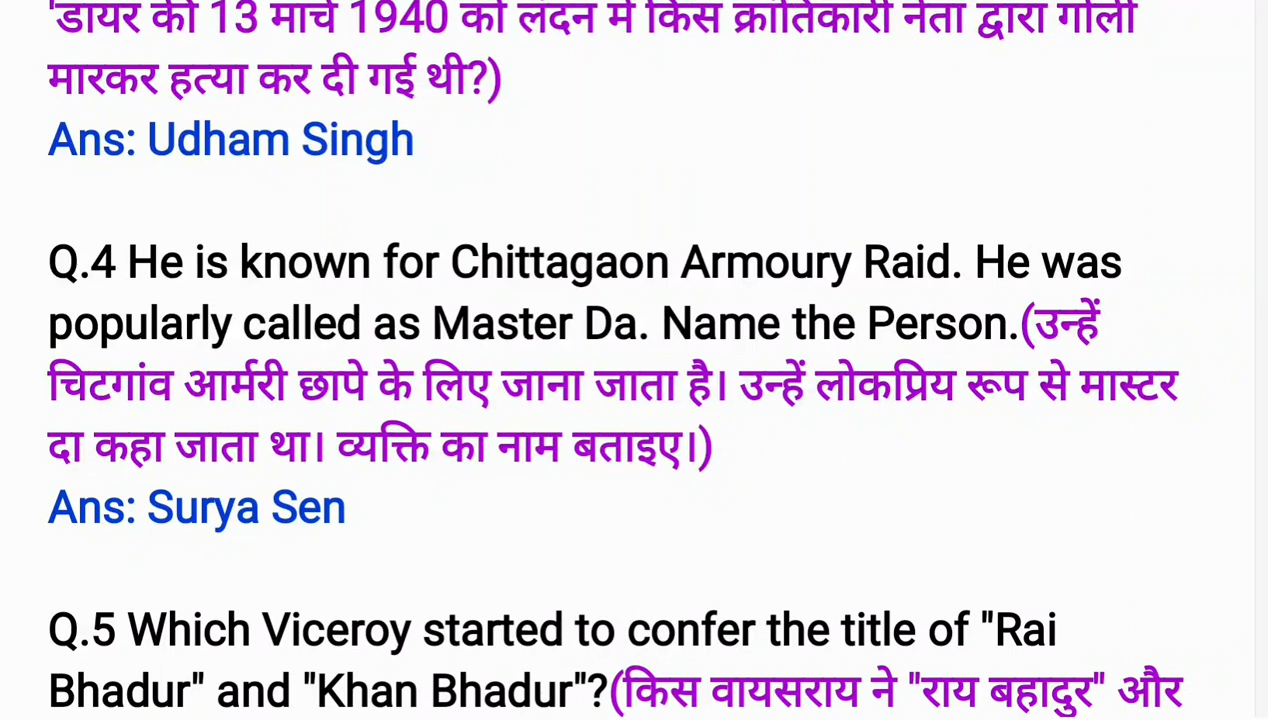 'डायर की 13 मार्च 1940 को लंदन में किस क्रांतिकारी नेता द्वारा गोली
मारकर हत्या कर दी गई थी?)
Ans: Udham Singh
Q.4 He is known for Chittagaon Armoury Raid. He was
popularly called as Master Da. Name the Person.(उन्हें
चिटगांव आर्मरी छापे के लिए जाना जाता है। उन्हें लोकप्रिय रूप से मास्टर
दा कहा जाता था। व्यक्ति का नाम बताइए।)
Ans: Surya Sen
Q.5 Which Viceroy started to confer the title of "Rai
Bhadur" and "Khan Bhadur"?(किस वायसराय ने "राय बहादुर" और